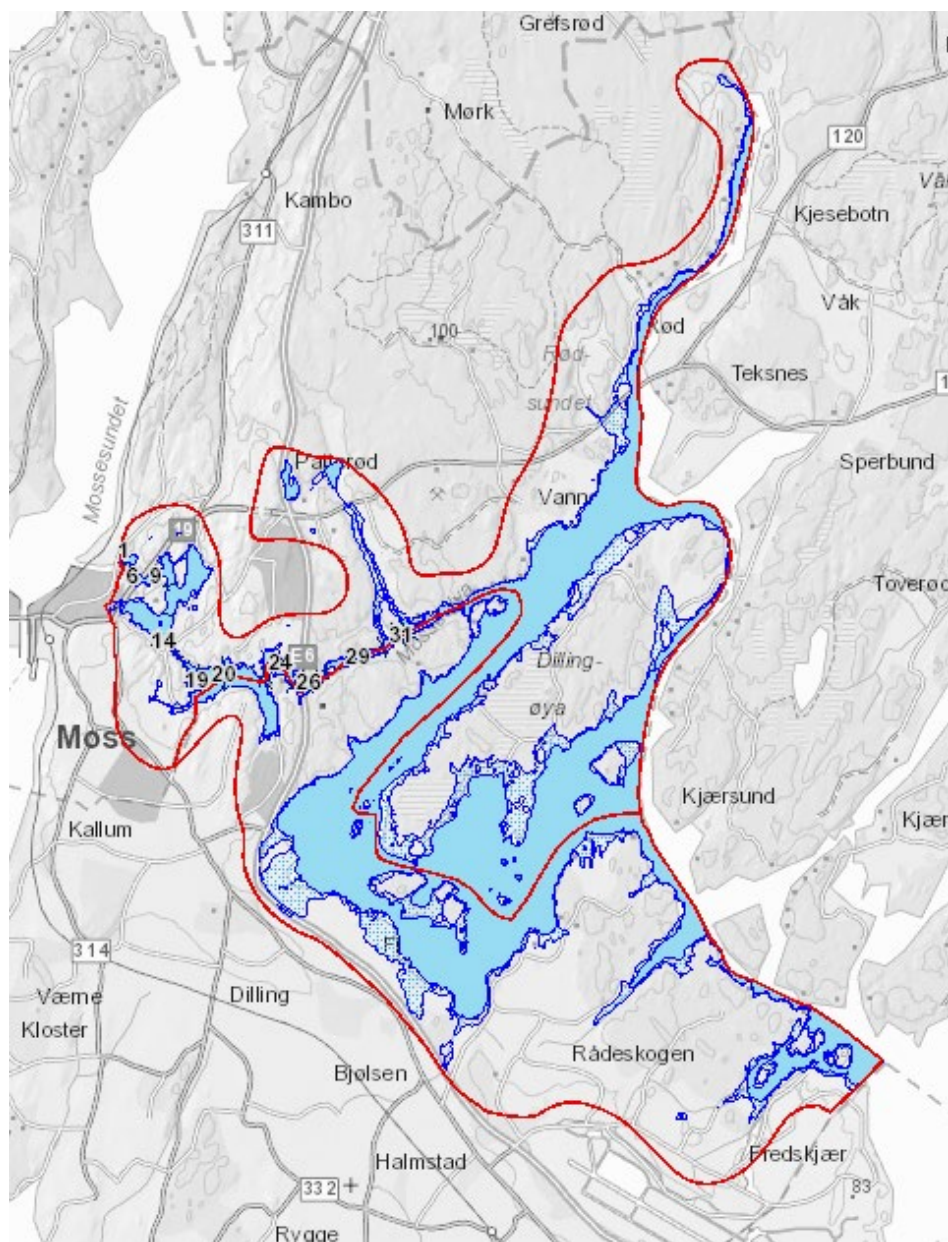 Grefsrød
Mørk
120
Kambo
Kjesebotn
311
Våk
100
Rød
Rød-
sundet
Teksnes
Mossesundet
Sperbund
Patterød
Vann
19
1
6
9
Toverød
14
31
E6
29
24
20
19
26
Dilling-
øya
Moss
Kjærsund
Kallum
314
Dilling
Værne
Kloster
Rådeskogen
Bjølsen
Halmstad
Fredskjær
332
83
Rygge